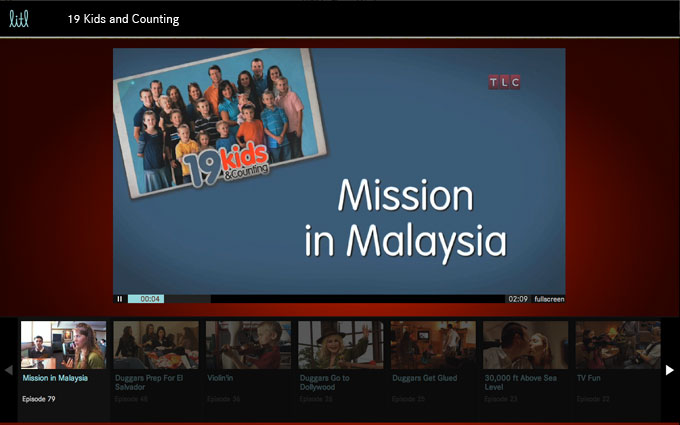 litl
19 Kids and Counting
TLC
19 kids
& Counting
Mission
in Malaysia
00:04
02:09
fullscreen
Mission in Malaysia
Episode 79
Duggars Prep For El
Salvador
Episode 45
Violin'in
Episode 36
Duggars Go to
Dollywood
Episode 26
Duggars Get Glued
Episode 25
30,000 ft Above Sea
Level
Episode 23
TV Fun
Episode 22